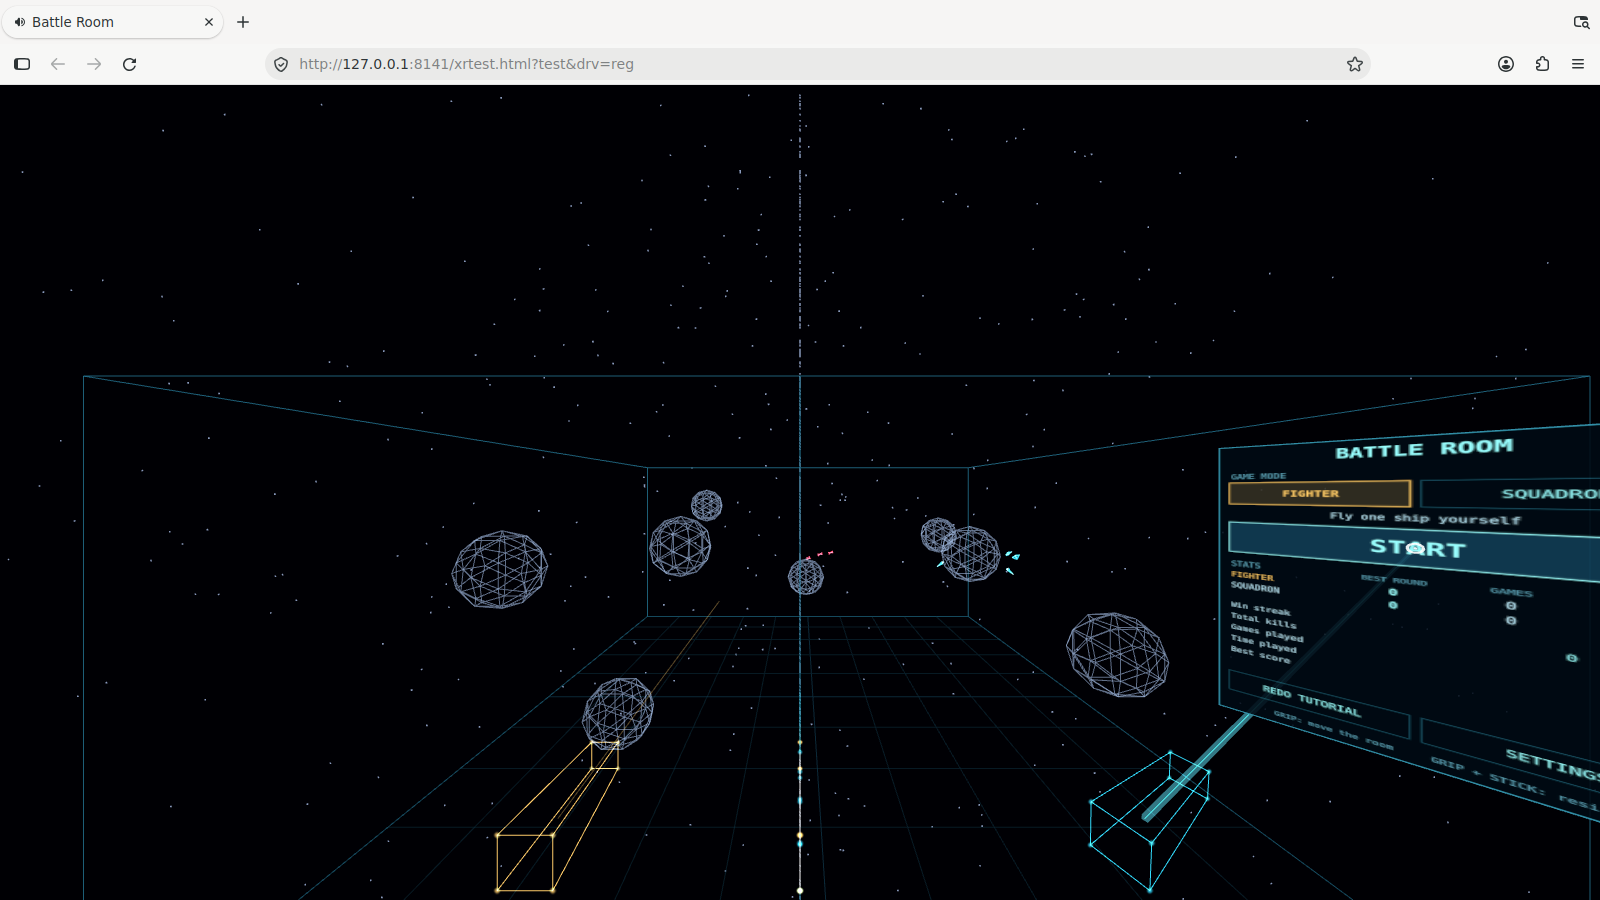 Battle Room
http://127.0.0.1:8141/xrtest.html?test&drv=reg
BATTLE ROOM
GAME MODE
FIGHTER
SQUADRO
Fly one ship yourself
START
STATS
BEST ROUND
GAMES
FIGHTER
0
0
SQUADRON
0
0
Win streak
Total kills
Games played
0
Time played
Best score
REDO TUTORIAL
SETTINGS
GRIP: move the room
GRIP + STICK: resi